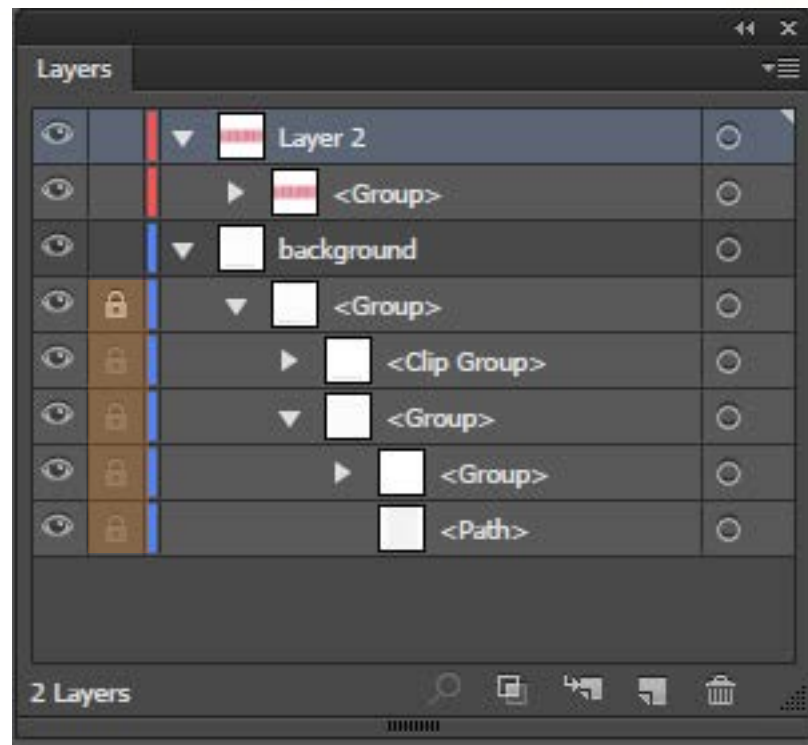 Layers
Layer 2
<Group>
background
<Group>
<Clip Group>
<Group>
<Group>
<Path>
2 Layers